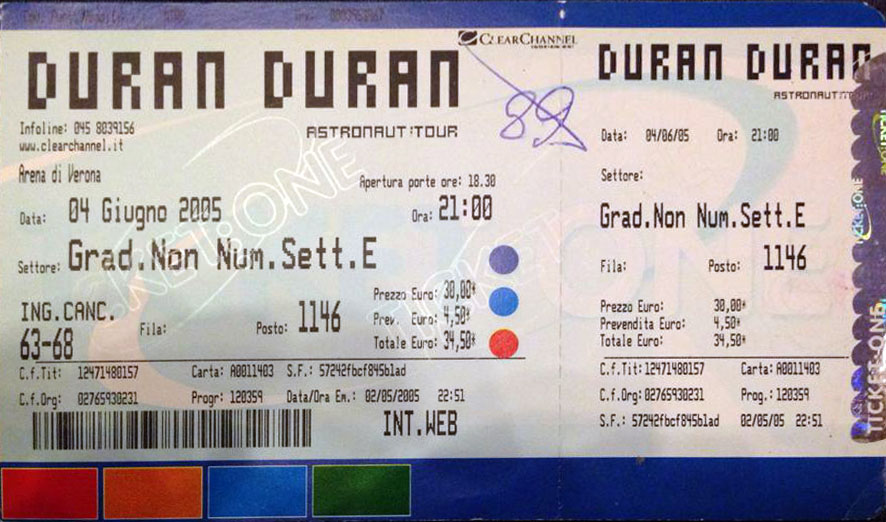 DURAN DURAN
CLEARCHANNEL
Infoline: 045 8039156
www.clearchannel.it
ASTRONAUT:TOUR
89
Arena di Verona
Apertura porte ore: 18.30
Data: 04 Giugno 2005
Ora: 21:00
Settore: Grad.Non Num.Sett.E
ING.CANC.
63-68
Fila:
Posto: 1146
Prezzo Euro: 30,00*
Prev. Euro: 4,50*
Totale Euro: 34,50*
C.f.Tit: 12471480157 Carta: A0011403 S.F.: 57242fbcf845blad
C.f.Org: 02765930231 Progr: 120359 Data/Ora Em.: 02/05/2005 22:51
INT.WEB
DURAN DURAN
ASTRONAUT:TOUR
Data: 04/06/05 Ora: 21:00
Settore:
Grad.Non Num.Sett.E
Fila: Posto: 1146
Prezzo Euro: 30,00*
Prevendita Euro: 4,50*
Totale Euro: 34,50*
C.f.Tit: 12471480157 Carta: A0011403
C.f.Org: 02765930231 Prog.: 120359
S.F.: 57242fbcf845blad 02/05/05 22:51
TICKET:ONE